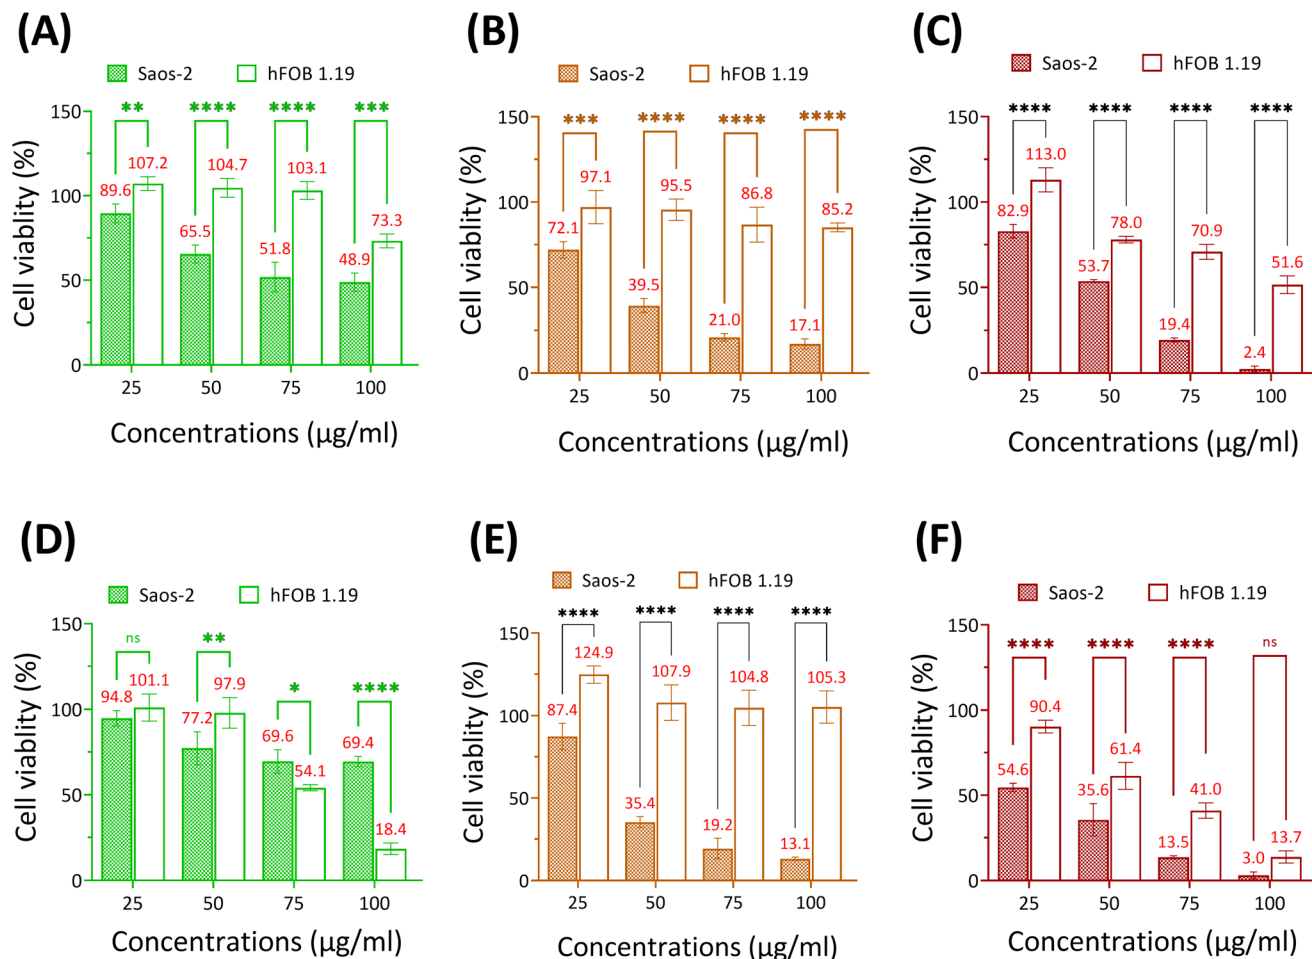 (A)
Saos-2 hFOB 1.19
** **** **** ***
Cell viablity (%)
150
100
50
0
89.6 107.2 65.5 104.7 51.8 103.1 48.9 73.3
25 50 75 100
Concentrations (µg/ml)
(B)
Saos-2 hFOB 1.19
*** **** **** ****
Cell viablity (%)
150
100
50
0
72.1 97.1 39.5 95.5 21.0 86.8 17.1 85.2
25 50 75 100
Concentrations (µg/ml)
(C)
Saos-2 hFOB 1.19
**** **** **** ****
Cell viablity (%)
150
100
50
0
82.9 113.0 53.7 78.0 19.4 70.9 2.4 51.6
25 50 75 100
Concentrations (µg/ml)
(D)
Saos-2 hFOB 1.19
ns ** * ****
Cell viablity (%)
150
100
50
0
94.8 101.1 77.2 97.9 69.6 54.1 69.4 18.4
25 50 75 100
Concentrations (µg/ml)
(E)
Saos-2 hFOB 1.19
**** **** **** ****
Cell viablity (%)
150
100
50
0
87.4 124.9 35.4 107.9 19.2 104.8 13.1 105.3
25 50 75 100
Concentrations (µg/ml)
(F)
Saos-2 hFOB 1.19
**** **** **** ns
Cell viablity (%)
150
100
50
0
54.6 90.4 35.6 61.4 13.5 41.0 3.0 13.7
25 50 75 100
Concentrations (µg/ml)